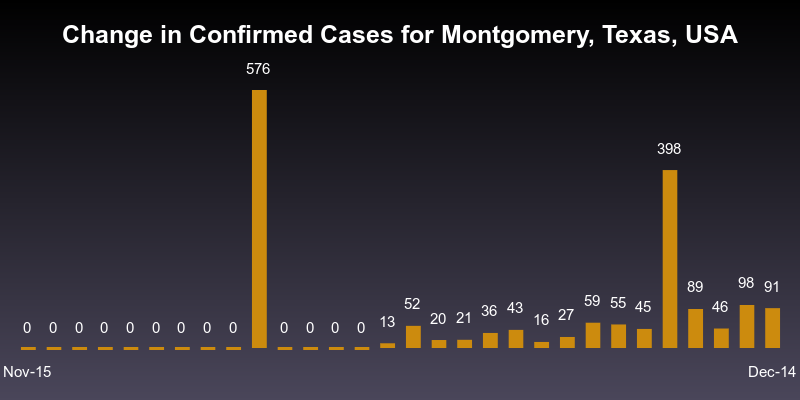 Change in Confirmed Cases for Montgomery, Texas, USA
576
398
0 0 0 0 0 0 0 0 0 0 0 0 0 13 52 20 21 36 43 16 27 59 55 45 89 46 98 91
Nov-15 Dec-14